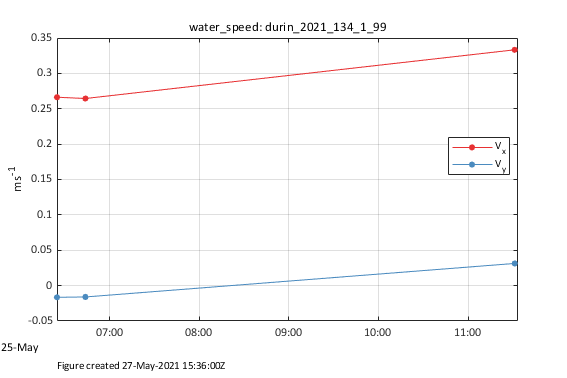 water_speed: durin_2021_134_1_99
0.35
0.3
0.25
0.2
0.15
0.1
0.05
0
-0.05
ms-1
Vx
Vy
07:00 08:00 09:00 10:00 11:00
25-May
Figure created 27-May-2021 15:36:00Z